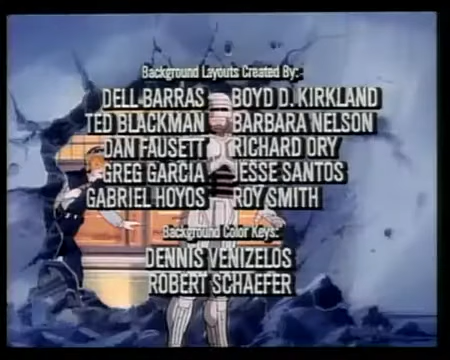 Background Layouts Created By:
DELL BARRAS BOYD D. KIRKLAND
TED BLACKMAN BARBARA NELSON
DAN FAUSETT RICHARD ORY
GREG GARCIA JESSE SANTOS
GABRIEL HOYOS ROY SMITH
Background Color Keys:
DENNIS VENIZELOS
ROBERT SCHAEFER